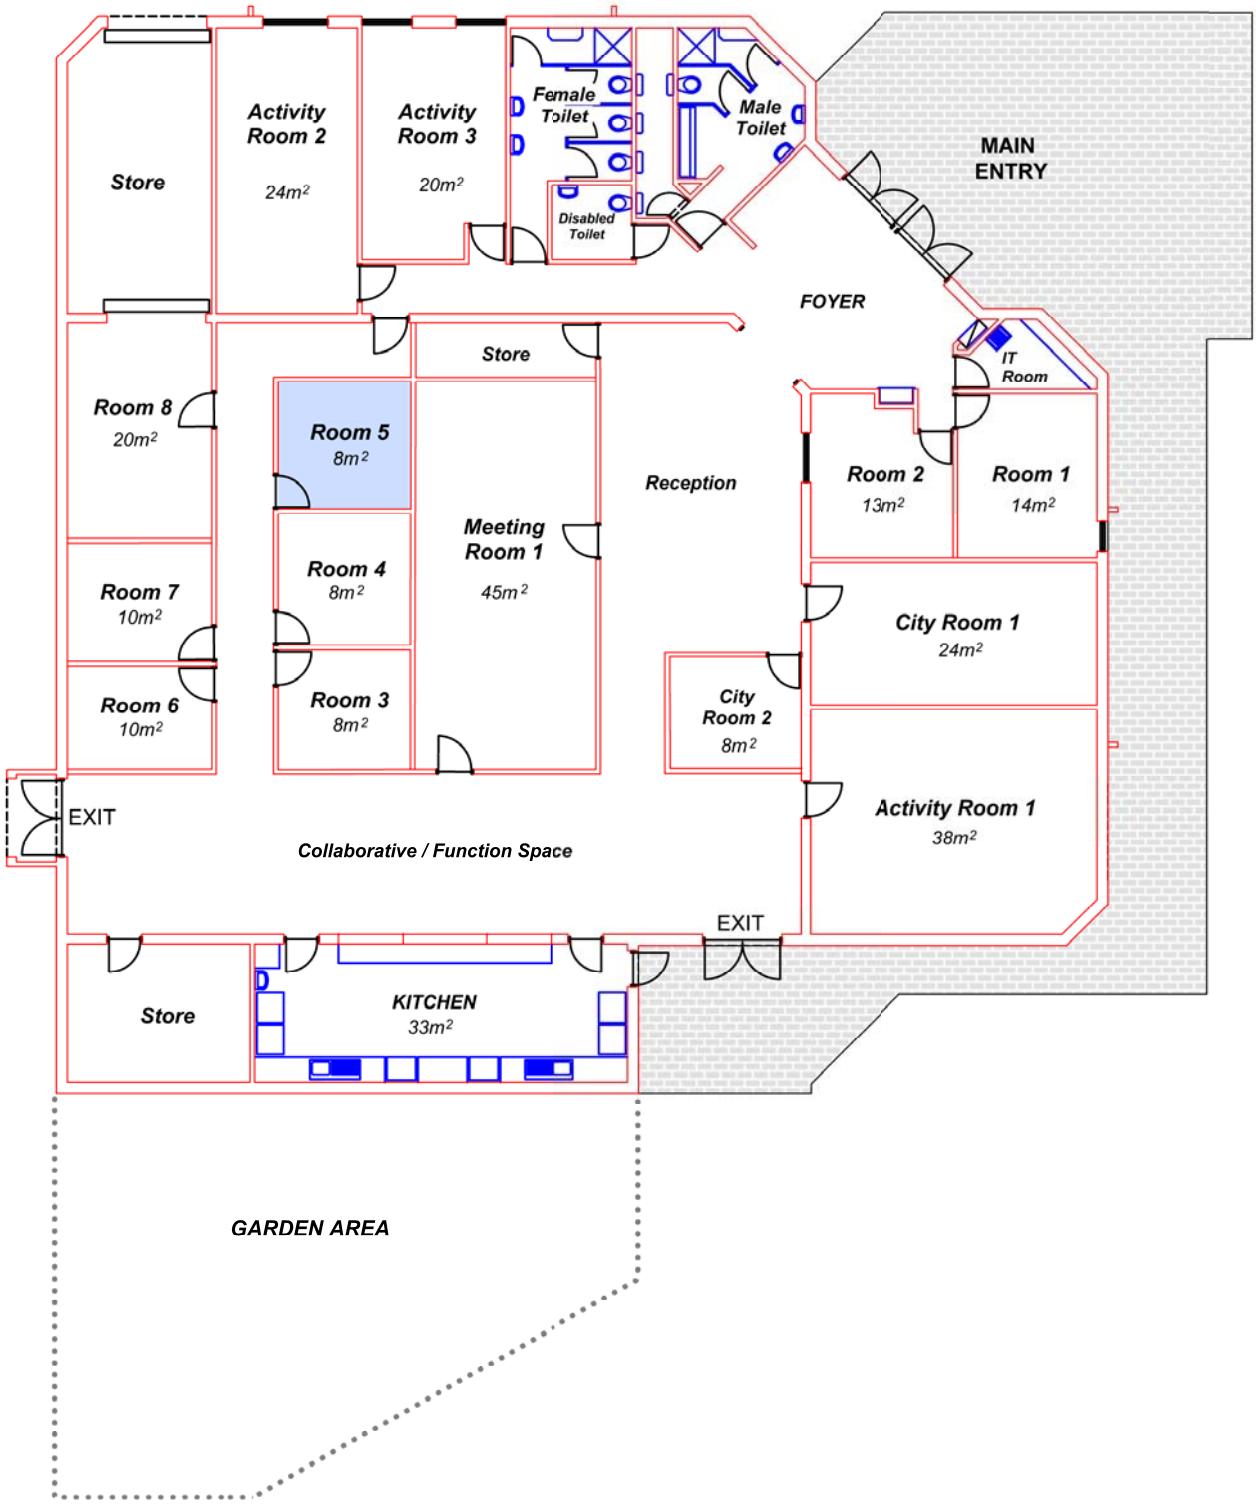 Activity
Room 2
24m²
Activity
Room 3
20m²
Female
Toilet
Male
Toilet
Disabled
Toilet
Store
MAIN
ENTRY
FOYER
IT
Room
Store
Room 8
20m²
Room 5
8m²
Reception
Room 2
13m²
Room 1
14m²
Meeting
Room 1
45m²
Room 4
8m²
Room 7
10m²
City Room 1
24m²
Room 6
10m²
Room 3
8m²
City
Room 2
8m²
EXIT
Activity Room 1
38m²
Collaborative / Function Space
EXIT
Store
KITCHEN
33m²
GARDEN AREA